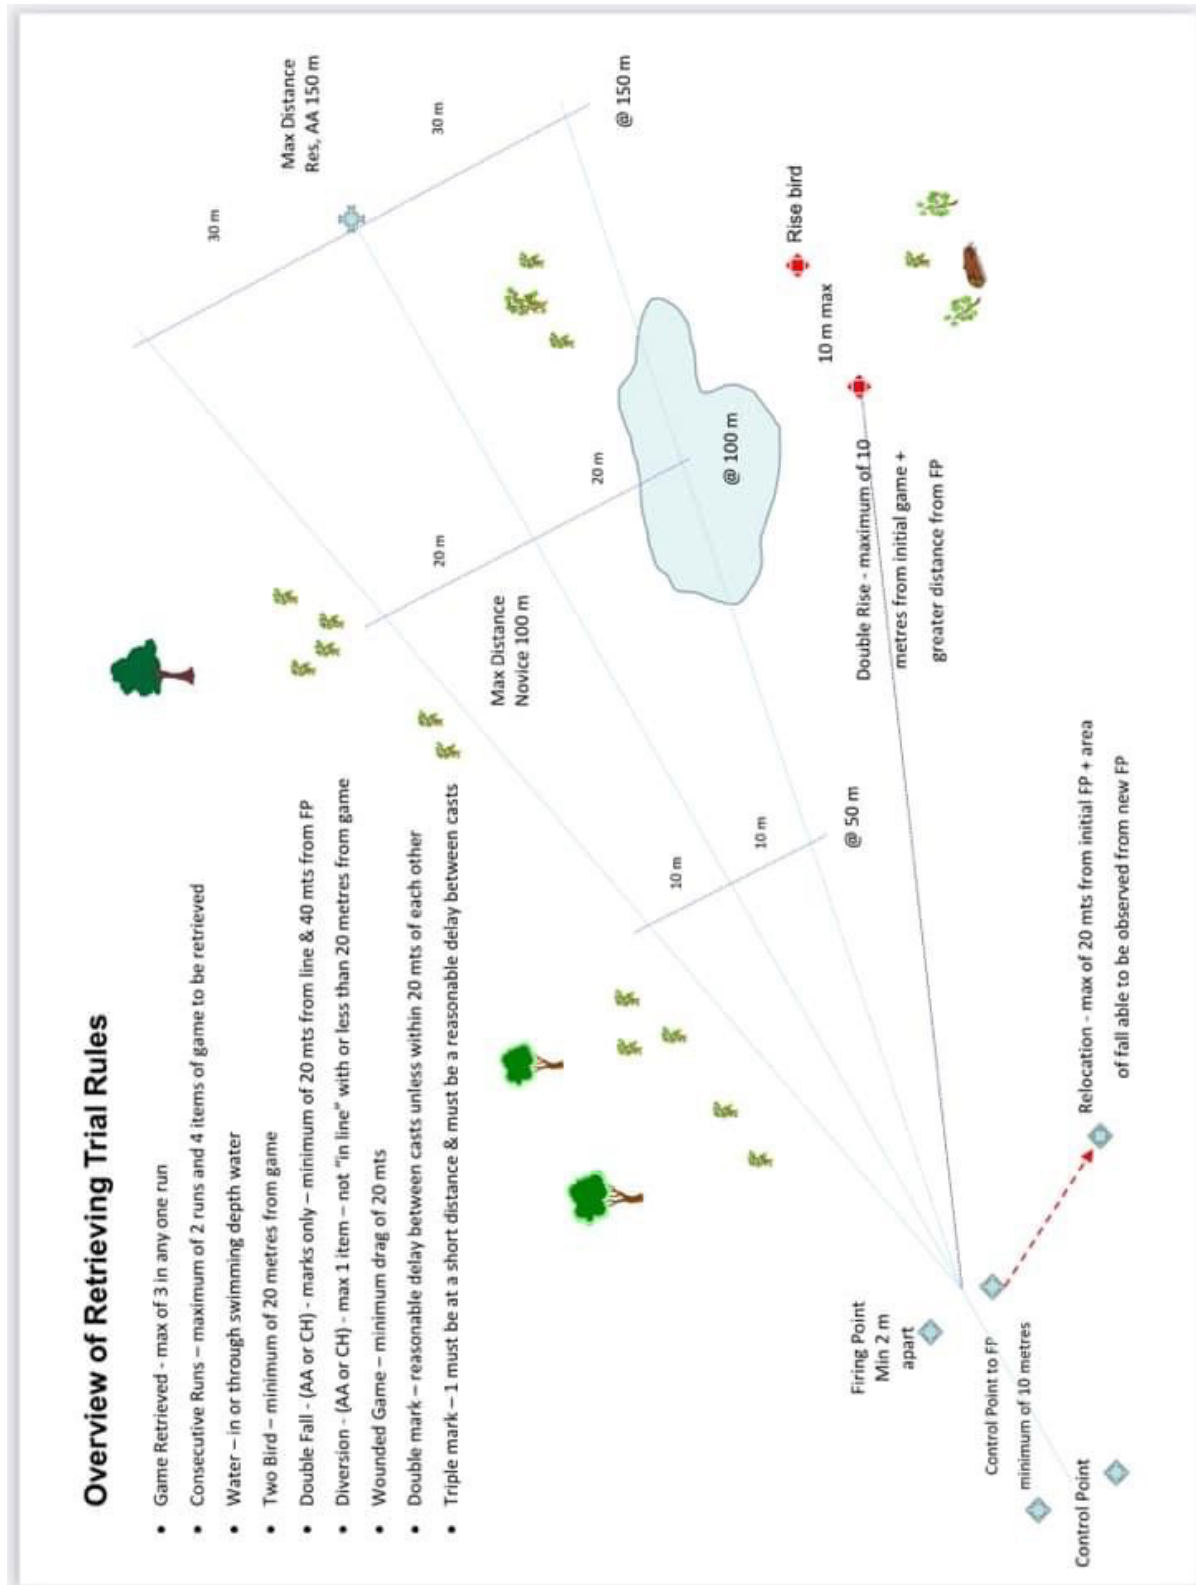 Overview of Retrieving Trial Rules
• Game Retrieved - max of 3 in any one run
• Consecutive Runs – maximum of 2 runs and 4 items of game to be retrieved
• Water – in or through swimming depth water
• Two Bird – minimum of 20 metres from game
• Double Fall - (AA or CH) - marks only – minimum of 20 mts from line & 40 mts from FP
• Diversion - (AA or CH) - max 1 item – not "in line" with or less than 20 metres from game
• Wounded Game – minimum drag of 20 mts
• Double mark – reasonable delay between casts unless within 20 mts of each other
• Triple mark – 1 must be at a short distance & must be a reasonable delay between casts
30 m
Max Distance
Res, AA 150 m
30 m
@ 150 m
20 m
Max Distance
Novice 100 m
20 m
@ 100 m
10 m
10 m
@ 50 m
Rise bird
10 m max
Double Rise - maximum of 10
metres from initial game +
greater distance from FP
Firing Point
Min 2 m
apart
Control Point to FP
minimum of 10 metres
Control Point
Relocation - max of 20 mts from initial FP + area
of fall able to be observed from new FP